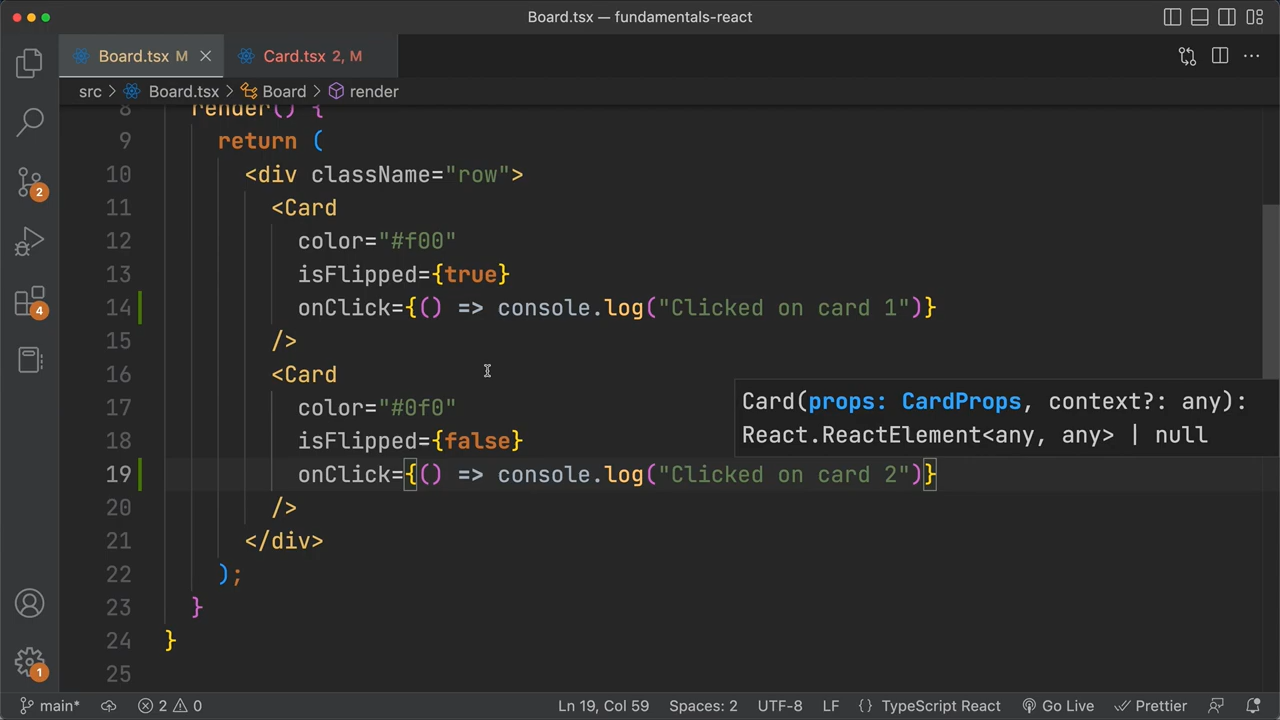 Board.tsx — fundamentals-react
Board.tsx M
Card.tsx 2, M
src > Board.tsx > Board > render
8 render() {
9 return (
10 <div className="row">
11 <Card
12 color="#f00"
13 isFlipped={true}
14 onClick={() => console.log("Clicked on card 1")}
15 />
16 <Card
17 color="#0f0"
18 isFlipped={false}
19 onClick={() => console.log("Clicked on card 2")}
20 />
21 </div>
22 );
23 }
24 }
25
Card(props: CardProps, context?: any):
React.ReactElement<any, any> | null
2
4
1
main* 2 0 Ln 19, Col 59 Spaces: 2 UTF-8 LF {} TypeScript React Go Live Prettier